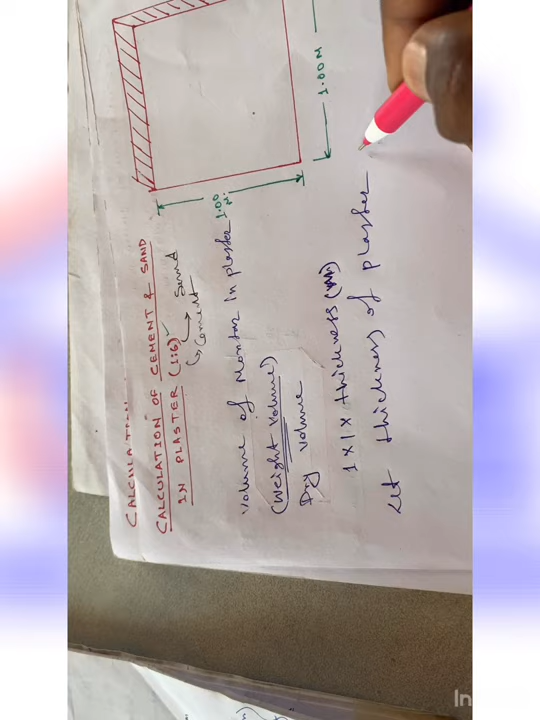 CALCULATION OF CEMENT & SAND
IN PLASTER (1:6)
Sand
Cement
1.00 M.
1.00 M
Volume of Mortar in plaster
(Weight Volume)
Dry Volume
1 x 1 x thickness (m)
Let thickness of plaster
In